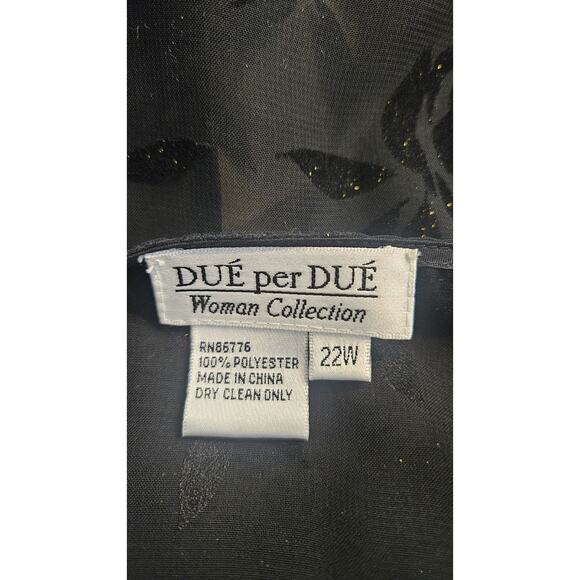 DUÉ per DUÉ
Woman Collection
RN86776
100% POLYESTER
MADE IN CHINA
DRY CLEAN ONLY
22W